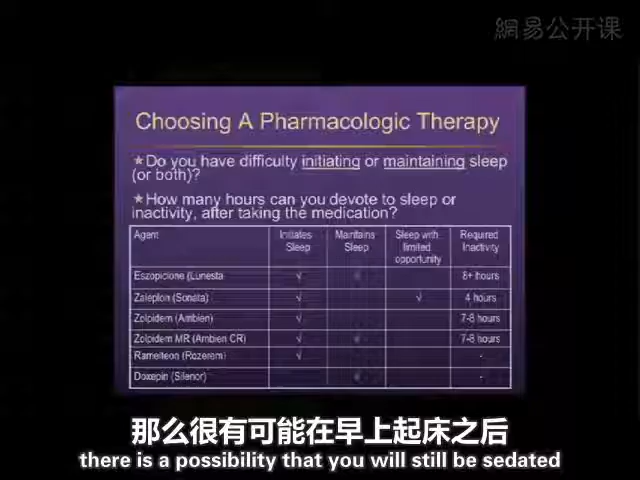 網易公开课
Choosing A Pharmacologic Therapy
★Do you have difficulty initiating or maintaining sleep
(or both)?
★How many hours can you devote to sleep or
inactivity, after taking the medication?
Agent Initiates Sleep Maintains Sleep Sleep with limited opportunity Required Inactivity
Eszopiclone (Lunesta √ 8+ hours
Zaleplon (Sonata) √ √ 4 hours
Zolpidem (Ambien) √ 7-8 hours
Zolpidem MR (Ambien CR) √ 7-8 hours
Ramelteon (Rozerem) √ -
Doxepin (Silenor) -
那么很有可能在早上起床之后
there is a possibility that you will still be sedated